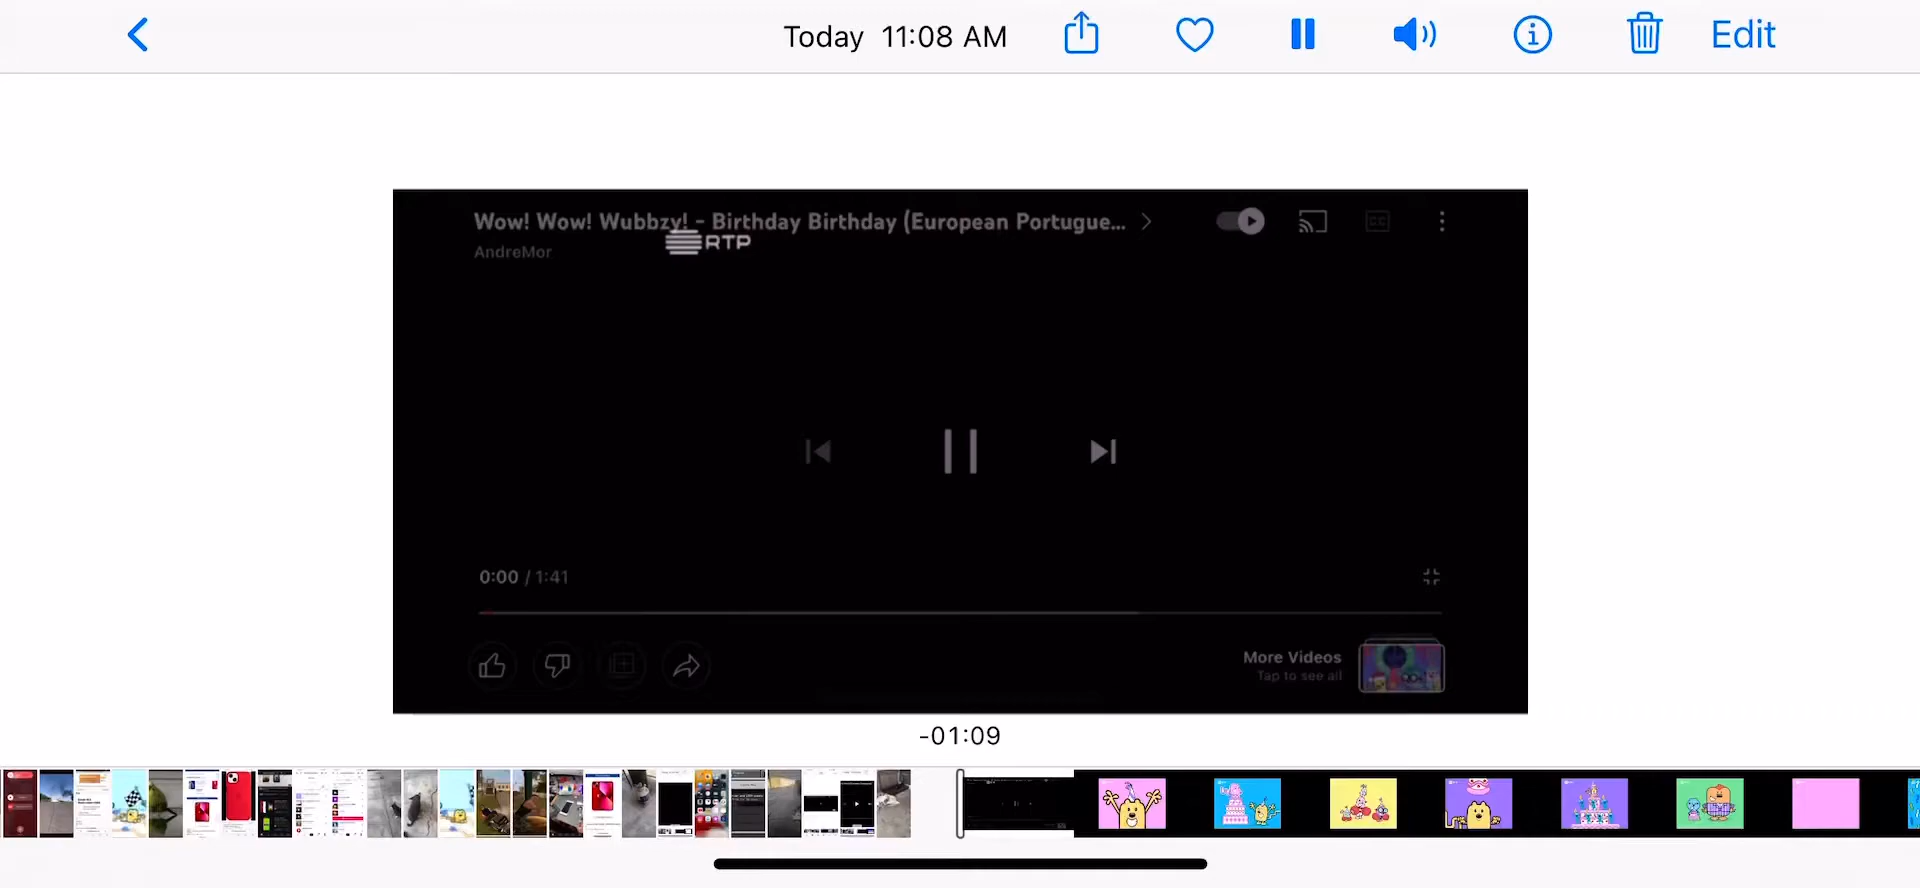 Today 11:08 AM
Edit
Wow! Wow! Wubbzy! - Birthday Birthday (European Portugue...
RTP
AndreMor
CC
0:00 / 1:41
More Videos
Tap to see all
-01:09